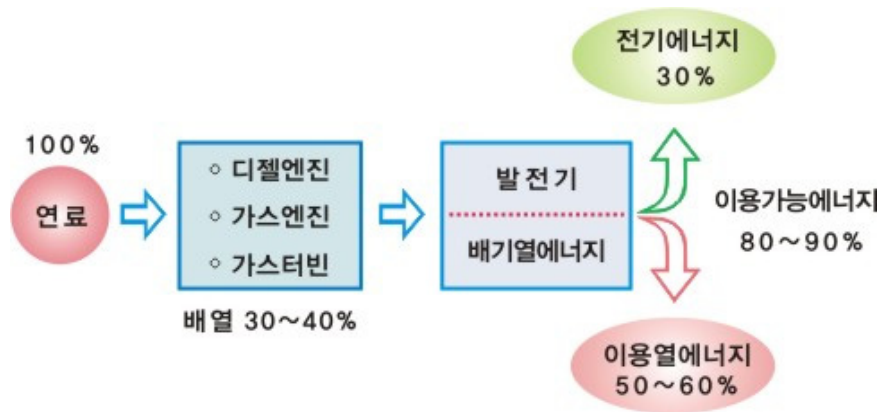 100%
연료
○ 디젤엔진
○ 가스엔진
○ 가스터빈
배열 30～40%
발전기
배기열에너지
전기에너지
30%
이용가능에너지
80～90%
이용열에너지
50～60%